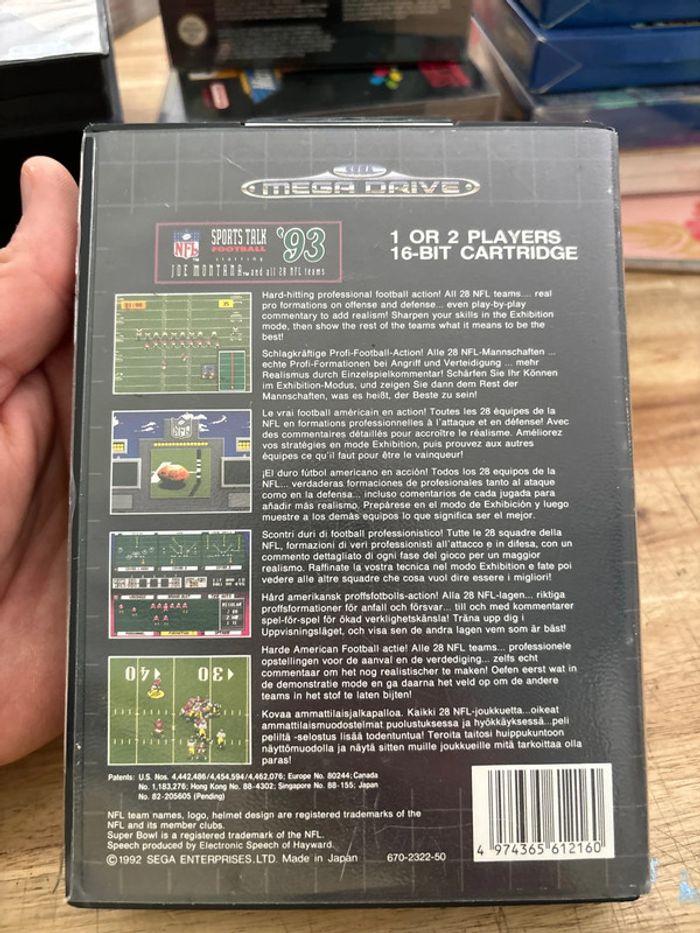 SEGA
MEGA DRIVE
NFL
SPORTS TALK
FOOTBALL
starring
'93
JOE MONTANA™ and all 28 NFL teams
1 OR 2 PLAYERS
16-BIT CARTRIDGE
Hard-hitting professional football action! All 28 NFL teams... real
pro formations on offense and defense... even play-by-play
commentary to add realism! Sharpen your skills in the Exhibition
mode, then show the rest of the teams what it means to be the
best!
Schlagkräftige Profi-Football-Action! Alle 28 NFL-Mannschaften ...
echte Profi-Formationen bei Angriff und Verteidigung ... mehr
Realismus durch Einzelspielkommentar! Schärfen Sie Ihr Können
im Exhibition-Modus, und zeigen Sie dann dem Rest der
Mannschaften, was es heißt, der Beste zu sein!
Le vrai football américain en action! Toutes les 28 équipes de la
NFL en formations professionnelles à l'attaque et en défense! Avec
des commentaires détaillés pour accroître le réalisme. Améliorez
vos stratégies en mode Exhibition, puis prouvez aux autres
équipes ce qu'il faut pour être le vainqueur!
¡El duro fútbol americano en acción! Todos los 28 equipos de la
NFL... verdaderas formaciones de profesionales tanto al ataque
como en la defensa... incluso comentarios de cada jugada para
añadir más realismo. Prepárese en el modo de Exhibición y luego
muestre a los demás equipos lo que significa ser el mejor.
Scontri duri di football professionistico! Tutte le 28 squadre della
NFL, formazioni di veri professionisti all'attacco e in difesa, con un
commento dettagliato di ogni fase del gioco per un maggior
realismo. Raffinate la vostra tecnica nel modo Exhibition e fate poi
vedere alle altre squadre che cosa vuol dire essere i migliori!
Hård amerikansk proffsfotbolls-action! Alla 28 NFL-lagen... riktiga
proffsformationer för anfall och försvar... till och med kommentarer
spel-för-spel för ökad verklighetskänsla! Träna upp dig i
Uppvisningsläget, och visa sen de andra lagen vem som är bäst!
Harde American Football actie! Alle 28 NFL teams... professionele
opstellingen voor de aanval en de verdediging... zelfs echt
commentaar om het nog realistischer te maken! Oefen eerst wat in
de demonstratie mode en ga daarna het veld op om de andere
teams in het stof te laten bijten!
Kovaa ammattilaisjalkapalloa. Kaikki 28 NFL-joukkuetta...oikeat
ammattilaismuodostelmat puolustuksessa ja hyökkäyksessä...peli
peliltä -selostus lisää todentuntua! Teroita taitosi huippukuntoon
näyttömuodolla ja näytä sitten muille joukkueille mitä tarkoittaa olla
paras!
Patents: U.S. Nos. 4,442,486/4,454,594/4,462,076; Europe No. 80244; Canada
No. 1,183,276; Hong Kong No. 88-4302; Singapore No. 88-155; Japan
No. 82-205605 (Pending)
NFL team names, logo, helmet design are registered trademarks of the
NFL and its member clubs.
Super Bowl is a registered trademark of the NFL.
Speech produced by Electronic Speech of Hayward.
©1992 SEGA ENTERPRISES,LTD. Made in Japan 670-2322-50
4 974365 612160